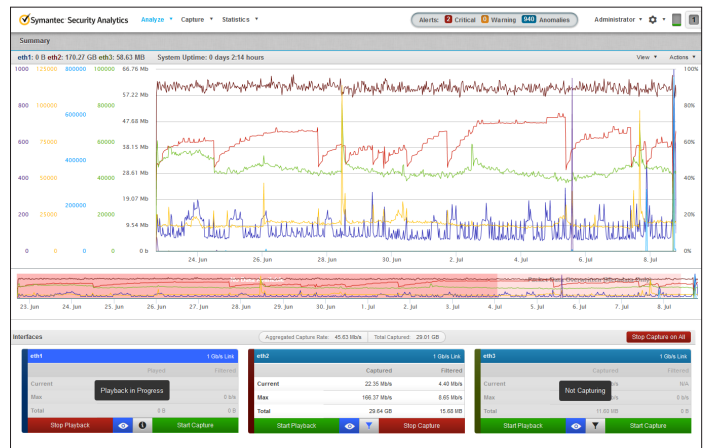 Symantec Security Analytics Analyze Capture Statistics Alerts: 2 Critical 0 Warning 940 Anomalies Administrator 1
Summary
eth1: 0 B eth2: 170.27 GB eth3: 58.63 MB System Uptime: 0 days 2:14 hours View Actions
1000 125000 800000 100000 66.76 Mb 100%
57.22 Mb
800 100000 80000 80%
600000
47.68 Mb
600 75000 60000 38.15 Mb 60%
400000
400 50000 40000 28.61 Mb 40%
19.07 Mb
200000
200 25000 20000 9.54 Mb 20%
0 0 0 0 0 b 0%
24. Jun 26. Jun 28. Jun 30. Jun 2. Jul 4. Jul 6. Jul 8. Jul
23. Jun 24. Jun 25. Jun 26. Jun 27. Jun 28. Jun 29. Jun 30. Jun 1. Jul 2. Jul 3. Jul 4. Jul 5. Jul 6. Jul 7. Jul 8. Jul
Interfaces Aggregated Capture Rate: 45.63 Mb/s Total Captured: 29.01 GB Stop Capture on All
eth1 1 Gb/s Link eth2 1 Gb/s Link eth3 1 Gb/s Link
Played Filtered Captured Filtered Captured Filtered
Current Current 22.35 Mb/s 4.40 Mb/s Current N/A
Playback in Progress Not Capturing
Max 0 b/s Max 166.37 Mb/s 8.65 Mb/s Max 0 b/s
Total 0 B 0 B Total 29.64 GB 15.68 MB Total 11.68 MB 0 B
Stop Playback Start Capture Start Playback Stop Capture Start Playback Start Capture